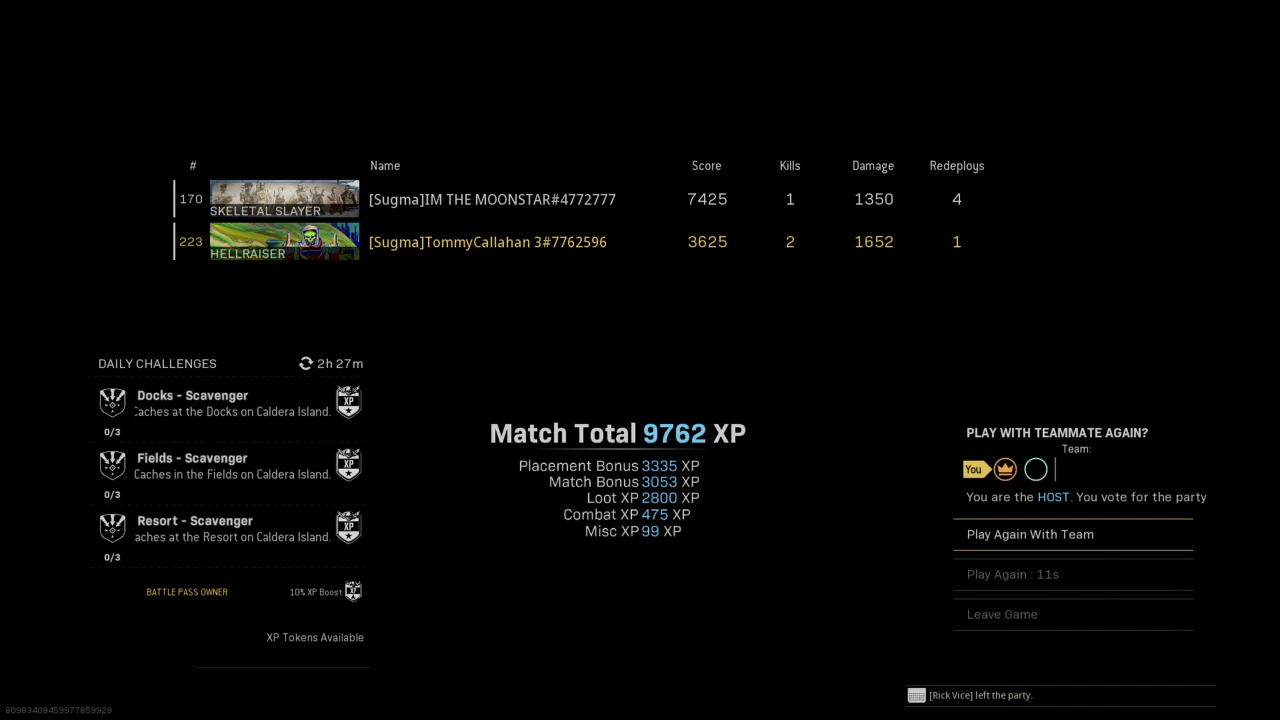 # Name Score Kills Damage Redeploys
170 SKELETAL SLAYER [Sugma]IM THE MOONSTAR#4772777 7425 1 1350 4
223 HELLRAISER [Sugma]TommyCallahan 3#7762596 3625 2 1652 1
DAILY CHALLENGES 2h 27m
Docks - Scavenger
Caches at the Docks on Caldera Island.
XP
0/3
Fields - Scavenger
Caches in the Fields on Caldera Island.
XP
0/3
Resort - Scavenger
aches at the Resort on Caldera Island.
XP
0/3
BATTLE PASS OWNER 10% XP Boost XP
XP Tokens Available
Match Total 9762 XP
Placement Bonus 3335 XP
Match Bonus 3053 XP
Loot XP 2800 XP
Combat XP 475 XP
Misc XP 99 XP
PLAY WITH TEAMMATE AGAIN?
Team:
You
You are the HOST. You vote for the party
Play Again With Team
Play Again : 11s
Leave Game
[Rick Vice] left the party.
80983409459977859929